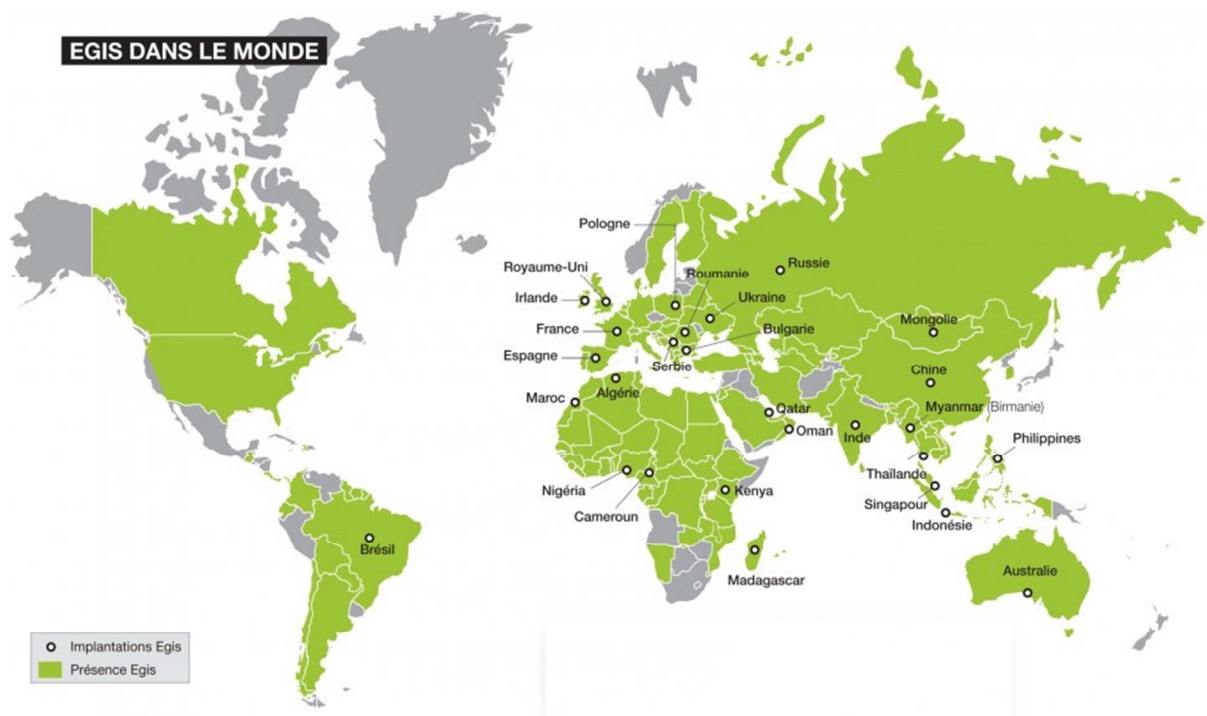 EGIS DANS LE MONDE
Pologne
Royaume-Uni
Roumanie
Russie
Irlande
Ukraine
France
Bulgarie
Mongolie
Espagne
Serbie
Chine
Maroc
Algérie
Qatar
Myanmar (Birmanie)
Oman
Inde
Philippines
Thaïlande
Nigéria
Kenya
Singapour
Cameroun
Indonésie
Brésil
Madagascar
Australie
Implantations Egis
Présence Egis